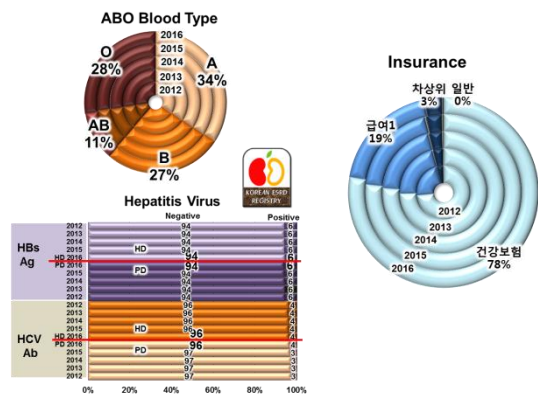 ABO Blood Type
2016
2015
2014
2013
2012
O
28%
A
34%
AB
11%
B
27%
Insurance
차상위
3%
일반
0%
급여1
19%
2012
2013
2014
2015
2016
건강보험
78%
KOREAN ESRD
REGISTRY
Hepatitis Virus
Negative Positive
HBs
Ag
2012 94 6
2013 94 6
2014 94 6
2015 HD 94 6
HD 2016 94 6
PD 2016 94 6
2015 PD 94 6
2014 94 6
2013 94 6
2012 94 6
HCV
Ab
2012 96 4
2013 96 4
2014 96 4
2015 HD 96 4
HD 2016 96 4
PD 2016 96 4
2015 PD 97 3
2014 97 3
2013 97 3
2012 97 3
0% 20% 40% 60% 80% 100%